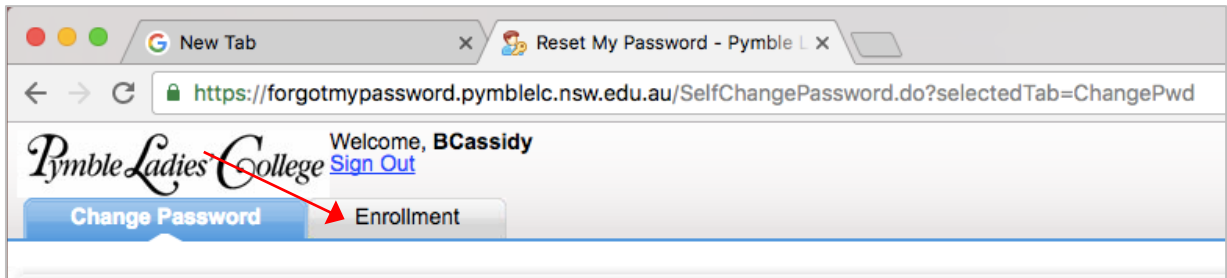 New Tab
Reset My Password - Pymble L
https://forgotmypassword.pymblelc.nsw.edu.au/SelfChangePassword.do?selectedTab=ChangePwd
Pymble Ladies' College Welcome, BCassidy
Sign Out
Change Password Enrollment